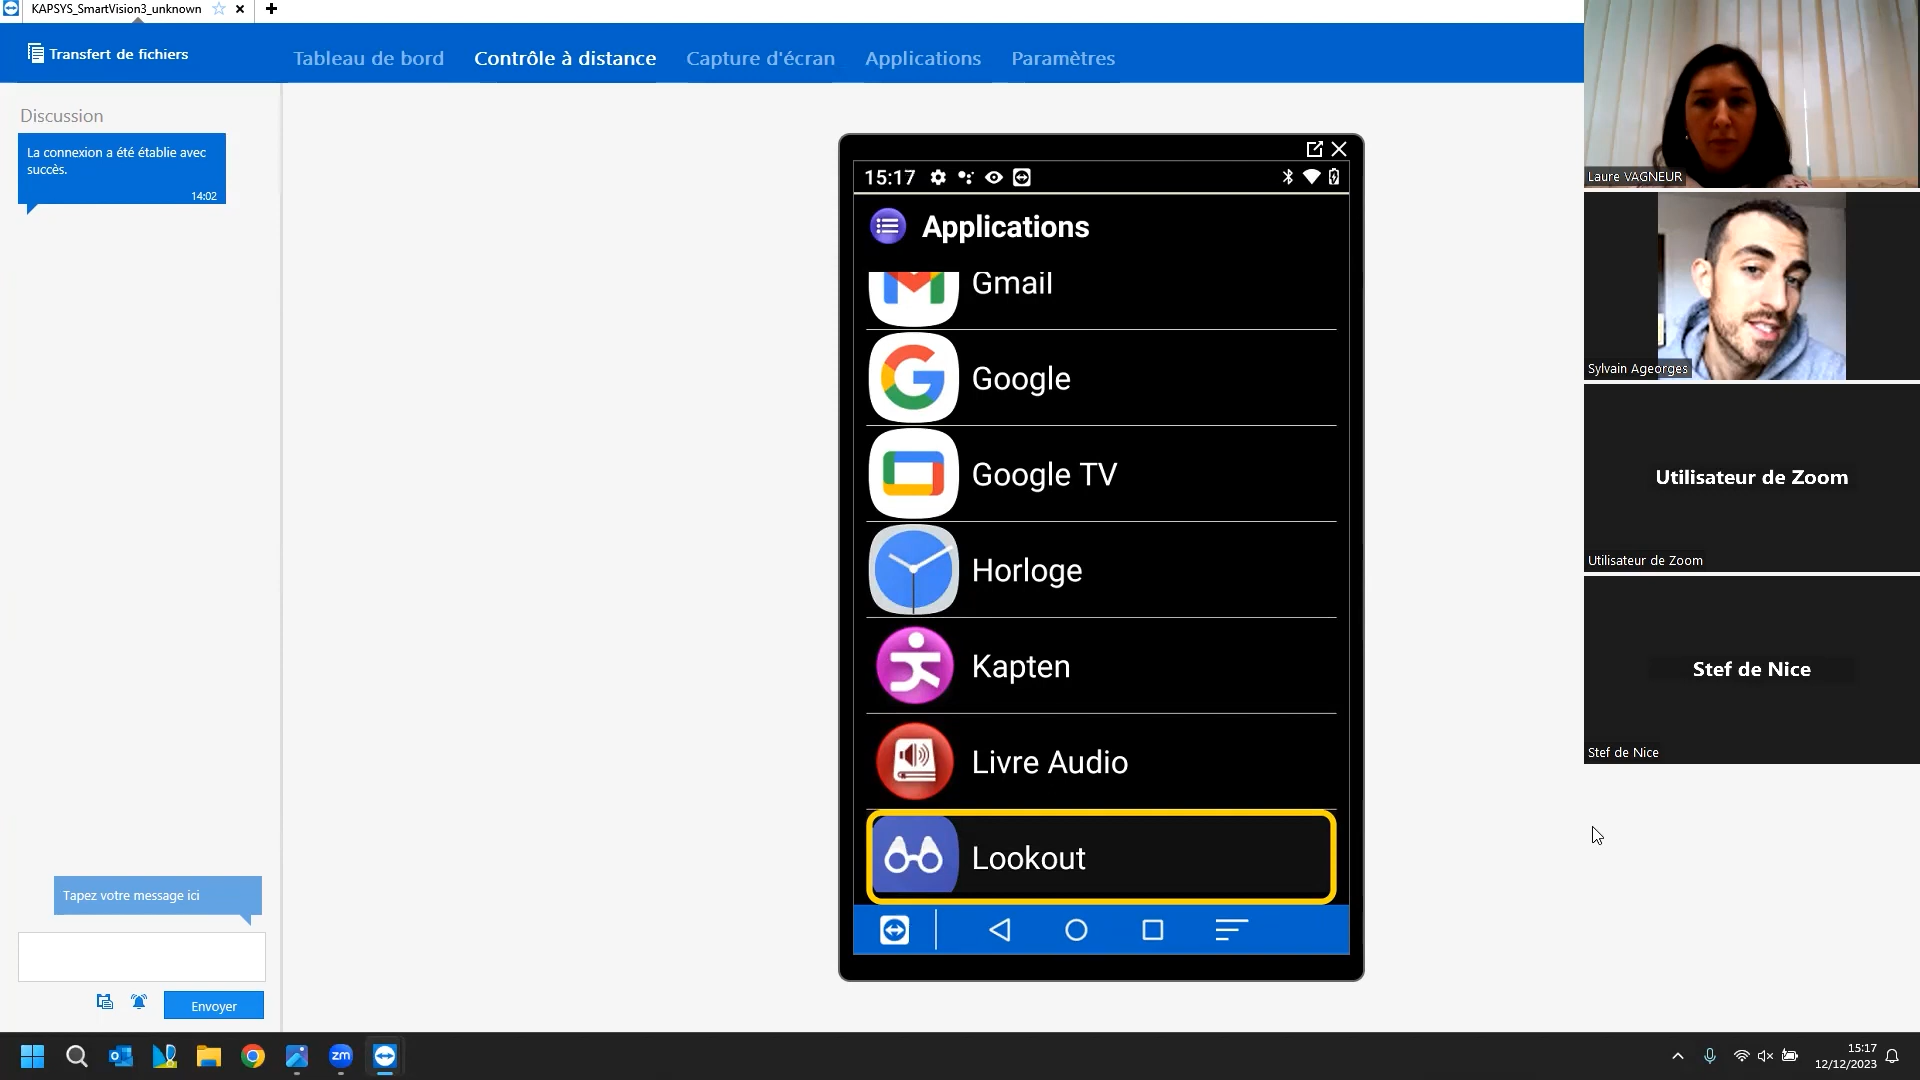 KAPSYS_SmartVision3_unknown
Transfert de fichiers
Tableau de bord
Contrôle à distance
Capture d'écran
Applications
Paramètres
Discussion
La connexion a été établie avec
succès.
14:02
Tapez votre message ici
Envoyer
15:17
Applications
Gmail
Google
Google TV
Horloge
Kapten
Livre Audio
Lookout
Laure VAGNEUR
Sylvain Ageorges
Utilisateur de Zoom
Utilisateur de Zoom
Stef de Nice
Stef de Nice
zm
15:17
12/12/2023